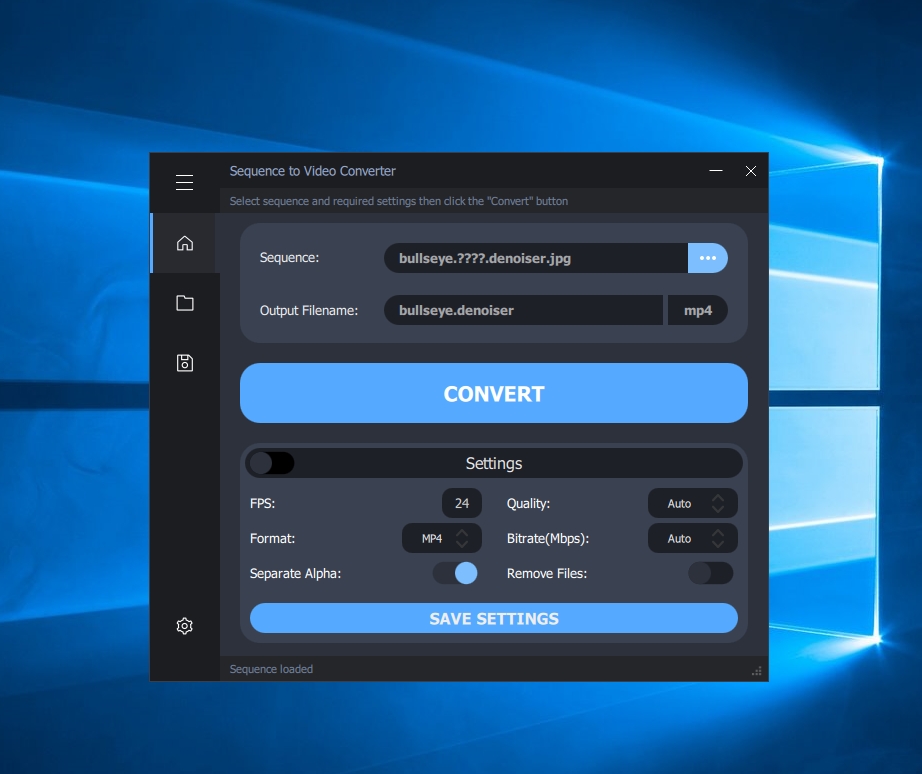 Sequence to Video Converter
Select sequence and required settings then click the "Convert" button
Sequence: bullseye.????.denoiser.jpg
Output Filename: bullseye.denoiser mp4
CONVERT
Settings
FPS: 24 Quality: Auto
Format: MP4 Bitrate(Mbps): Auto
Separate Alpha: Remove Files:
SAVE SETTINGS
Sequence loaded